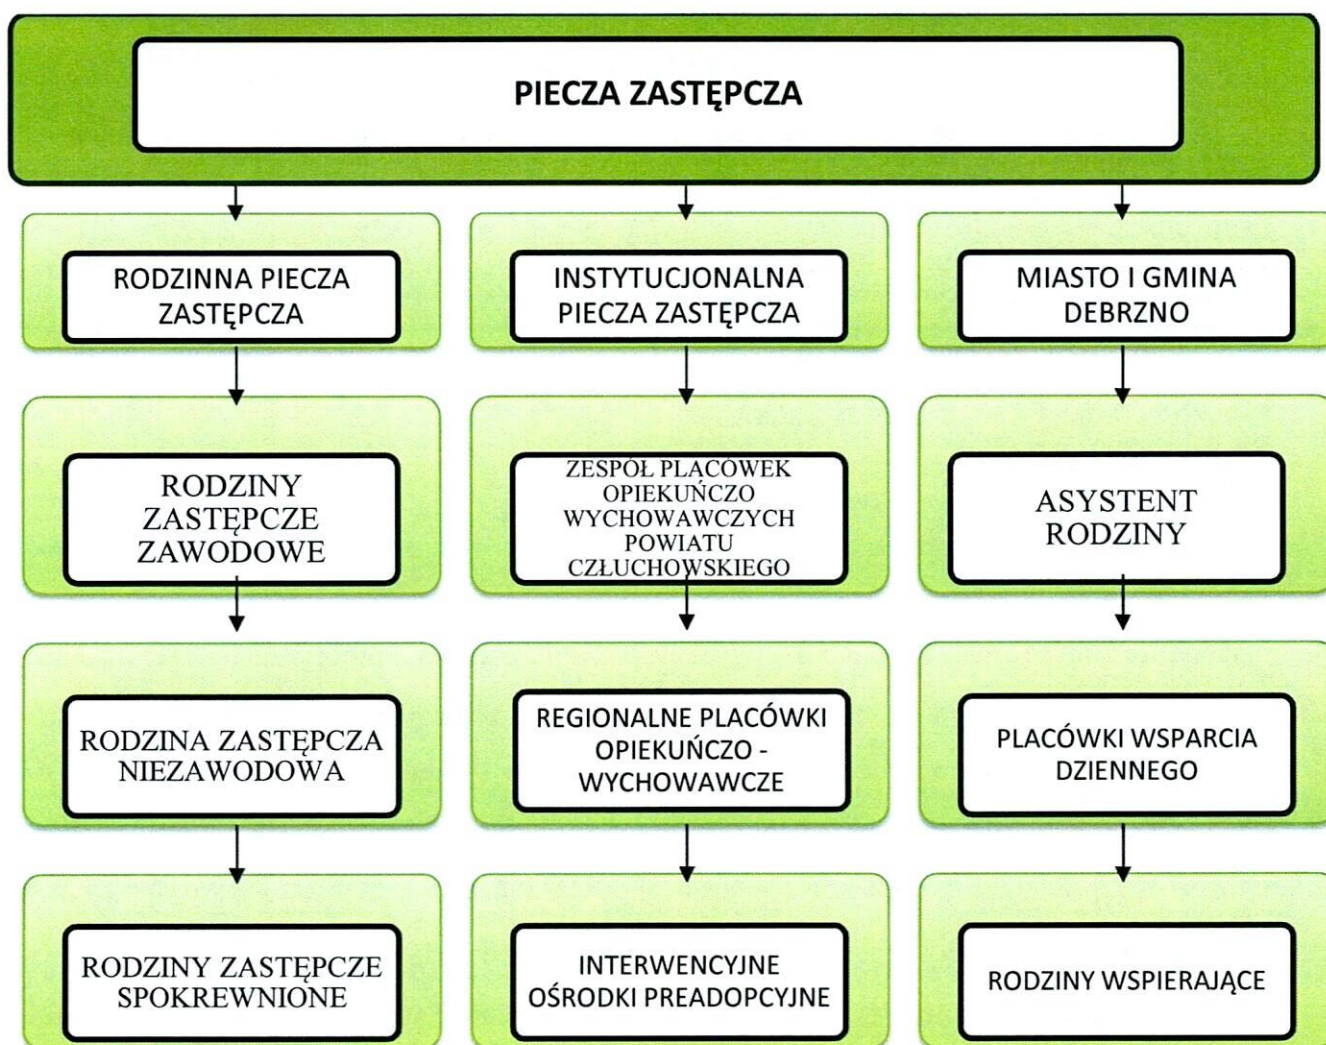 PIECZA ZASTĘPCZA
RODZINNA PIECZA
ZASTĘPCZA
INSTYTUCJONALNA
PIECZA ZASTĘPCZA
MIASTO I GMINA
DEBRZNO
RODZINY
ZASTĘPCZE
ZAWODOWE
ZESPÓŁ PLACÓWEK
OPIEKUŃCZO
WYCHOWAWCZYCH
POWIATU
CZŁUCHOWSKIEGO
ASYSTENT
RODZINY
RODZINA ZASTĘPCZA
NIEZAWODOWA
REGIONALNE PLACÓWKI
OPIEKUŃCZO -
WYCHOWAWCZE
PLACÓWKI WSPARCIA
DZIENNEGO
RODZINY ZASTĘPCZE
SPOKREWNIONE
INTERWENCYJNE
OŚRODKI PREADOPCYJNE
RODZINY WSPIERAJĄCE